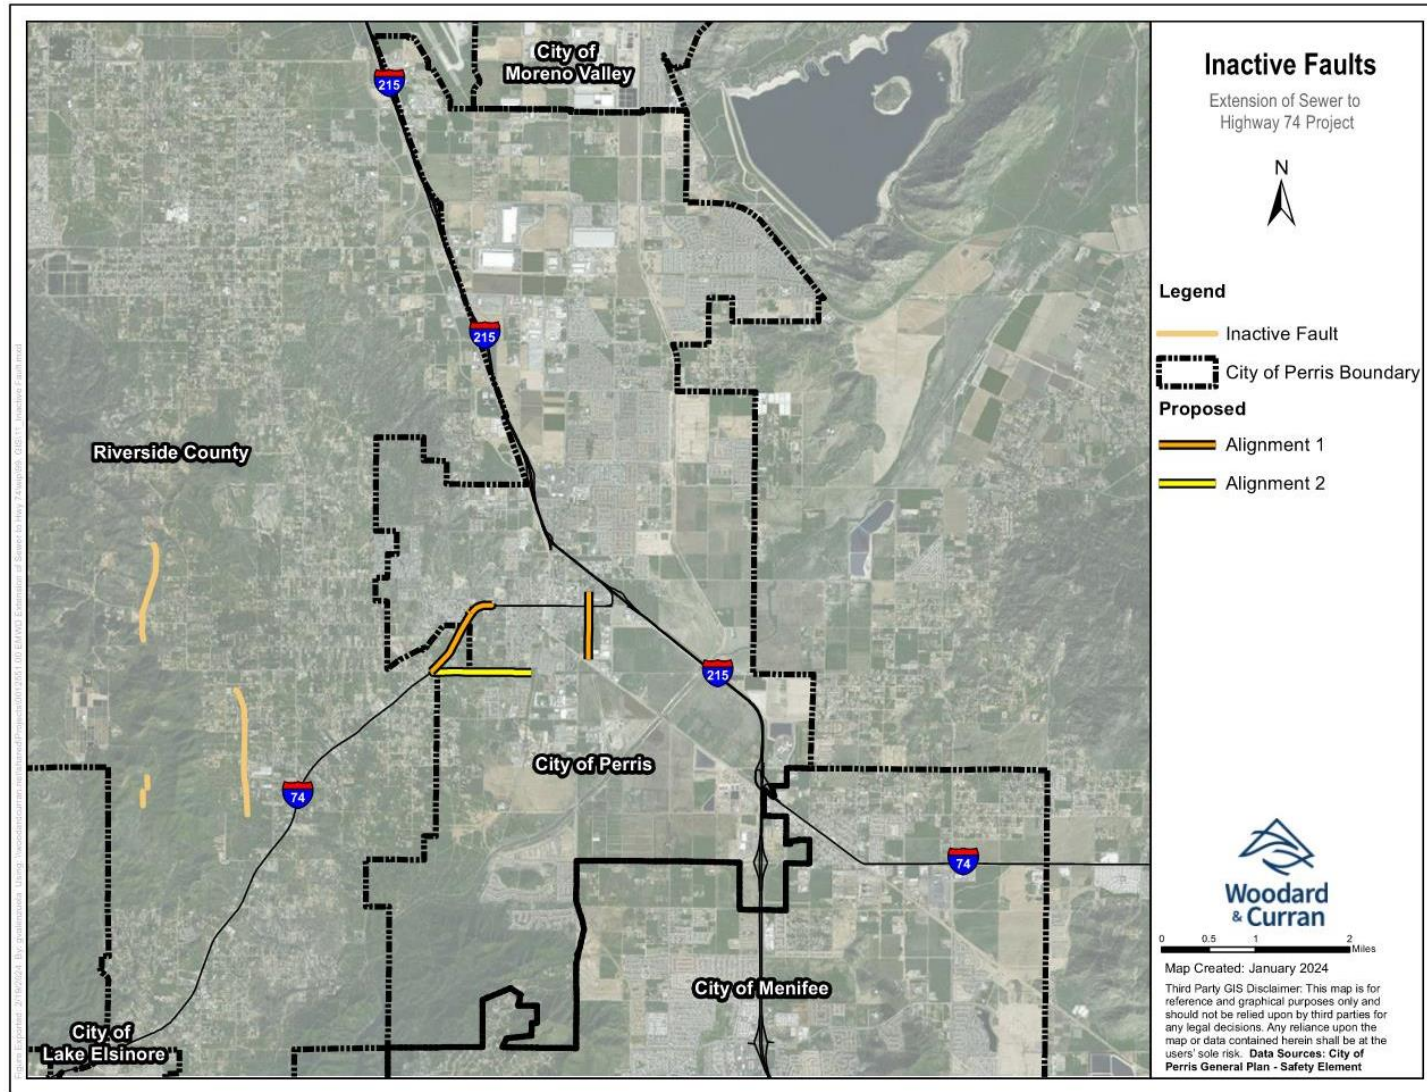 City of
Moreno Valley
215
215
Riverside County
215
City of Perris
74
74
City of Menifee
City of
Lake Elsinore
Inactive Faults
Extension of Sewer to
Highway 74 Project
N
Legend
Inactive Fault
City of Perris Boundary
Proposed
Alignment 1
Alignment 2
Woodard
& Curran
0 0.5 1 2
Miles
Map Created: January 2024
Third Party GIS Disclaimer: This map is for
reference and graphical purposes only and
should not be relied upon by third parties for
any legal decisions. Any reliance upon the
map or data contained herein shall be at the
users' sole risk. Data Sources: City of
Perris General Plan - Safety Element